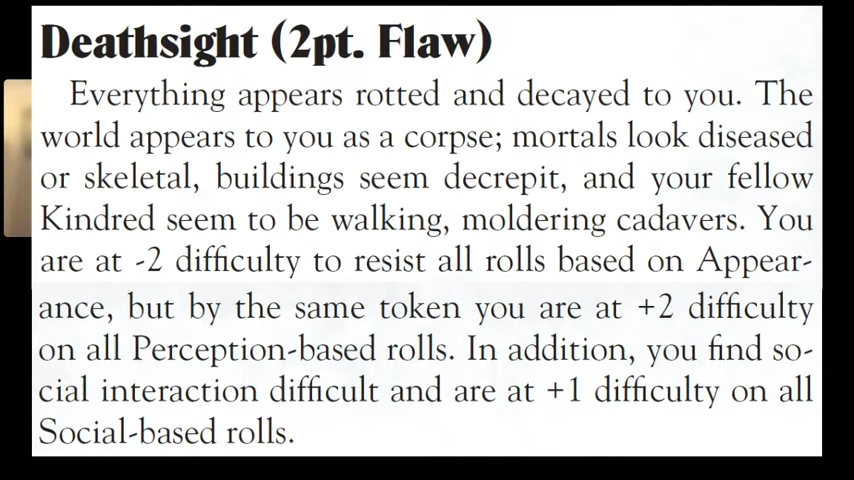 Deathsight (2pt. Flaw)
Everything appears rotted and decayed to you. The
world appears to you as a corpse; mortals look diseased
or skeletal, buildings seem decrepit, and your fellow
Kindred seem to be walking, moldering cadavers. You
are at -2 difficulty to resist all rolls based on Appear-
ance, but by the same token you are at +2 difficulty
on all Perception-based rolls. In addition, you find so-
cial interaction difficult and are at +1 difficulty on all
Social-based rolls.